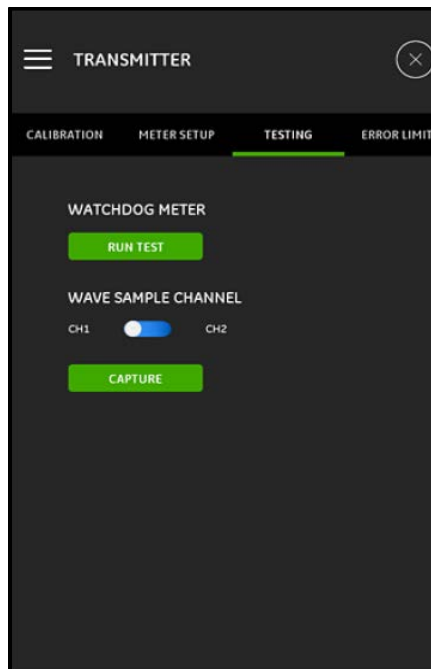 TRANSMITTER
CALIBRATION METER SETUP TESTING ERROR LIMIT
WATCHDOG METER
RUN TEST
WAVE SAMPLE CHANNEL
CH1 CH2
CAPTURE